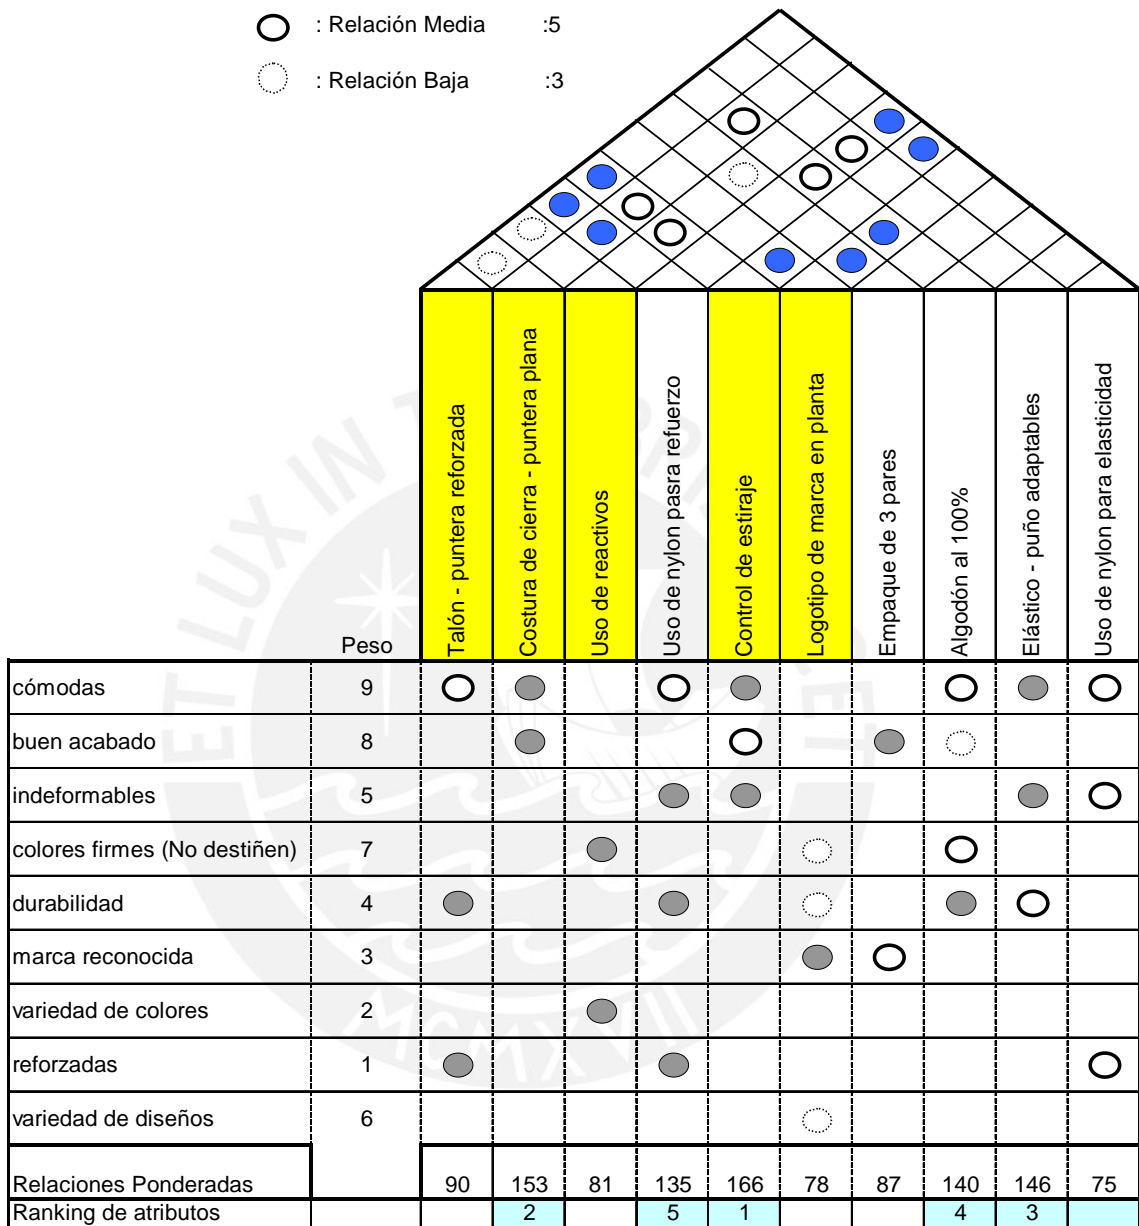 : Relación Media :5
: Relación Baja :3
Peso
Talón - puntera reforzada
Costura de cierra - puntera plana
Uso de reactivos
Uso de nylon pasra refuerzo
Control de estiraje
Logotipo de marca en planta
Empaque de 3 pares
Algodón al 100%
Elástico - puño adaptables
Uso de nylon para elasticidad
cómodas 9
buen acabado 8
indeformables 5
colores firmes (No destiñen) 7
durabilidad 4
marca reconocida 3
variedad de colores 2
reforzadas 1
variedad de diseños 6
Relaciones Ponderadas 90 153 81 135 166 78 87 140 146 75
Ranking de atributos 2 5 1 4 3
MCMXVII